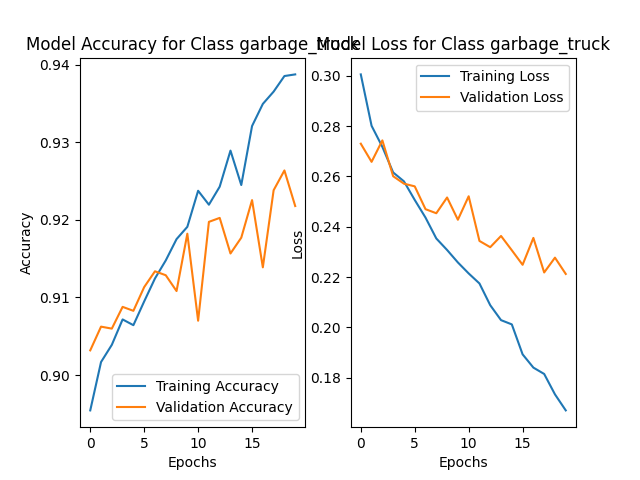 Model Accuracy for Class garbage_truck
0.94
0.93
0.92
0.91
0.90
Accuracy
Training Accuracy
Validation Accuracy
0
5
10
15
Epochs
Model Loss for Class garbage_truck
0.30
0.28
0.26
0.24
0.22
0.20
0.18
Loss
Training Loss
Validation Loss
0
5
10
15
Epochs